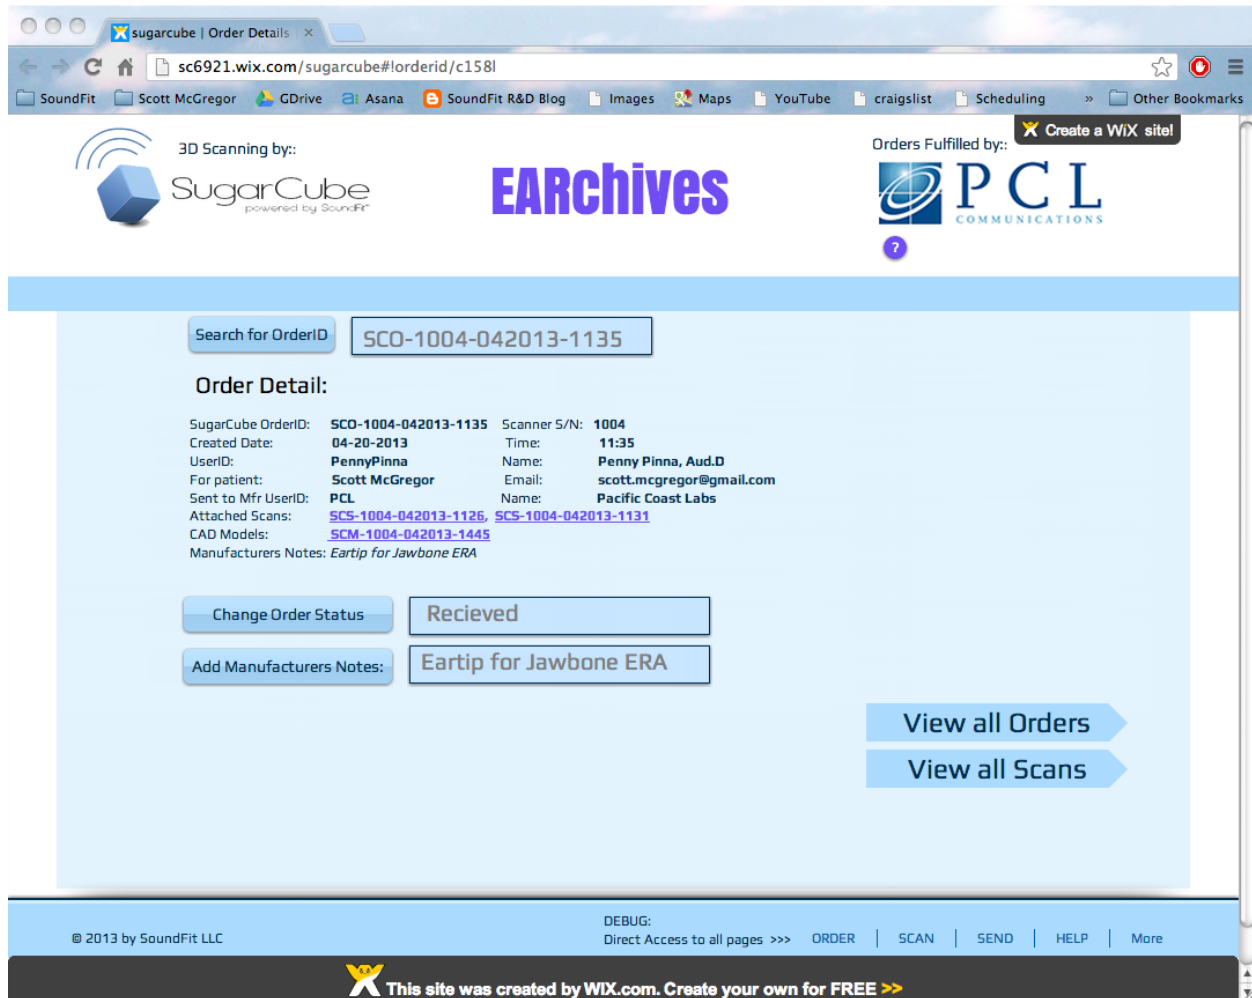 sugarcube | Order Details
sc6921.wix.com/sugarcube#!orderid/c158l
SoundFit Scott McGregor GDrive Asana SoundFit R&D Blog Images Maps YouTube craigslist Scheduling » Other Bookmarks
Create a WiX site!
3D Scanning by::
SugarCube
powered by SoundFit
EARchives
Orders Fulfilled by::
PCL
COMMUNICATIONS
?
Search for OrderID SCO-1004-042013-1135
Order Detail:
SugarCube OrderID: SCO-1004-042013-1135 Scanner S/N: 1004
Created Date: 04-20-2013 Time: 11:35
UserID: PennyPinna Name: Penny Pinna, Aud.D
For patient: Scott McGregor Email: scott.mcgregor@gmail.com
Sent to Mfr UserID: PCL Name: Pacific Coast Labs
Attached Scans: SCS-1004-042013-1126, SCS-1004-042013-1131
CAD Models: SCM-1004-042013-1445
Manufacturers Notes: Eartip for Jawbone ERA
Change Order Status Recieved
Add Manufacturers Notes: Eartip for Jawbone ERA
View all Orders
View all Scans
DEBUG:
© 2013 by SoundFit LLC Direct Access to all pages >>> ORDER | SCAN | SEND | HELP | More
This site was created by WIX.com. Create your own for FREE >>